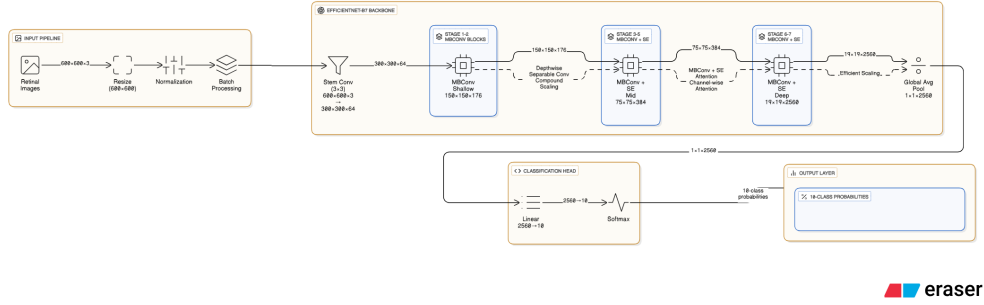 EFFICIENTNET-B7 BACKBONE
INPUT PIPELINE
Retinal
Images
600×600×3
Resize
(600×600)
Normalization
Batch
Processing
Stem Conv
(3×3)
600×600×3
→
300×300×64
300×300×64
STAGE 1-2
MBCONV BLOCKS
MBConv
Shallow
150×150×176
150×150×176
Depthwise
Separable Conv
Compound
Scaling
STAGE 3-5
MBCONV + SE
MBConv +
SE
Mid
75×75×384
75×75×384
MBConv + SE
Attention
Channel-wise
Attention
STAGE 6-7
MBCONV + SE
MBConv +
SE
Deep
19×19×2560
19×19×2560
Efficient Scaling
Global Avg
Pool
1×1×2560
1×1×2560
CLASSIFICATION HEAD
Linear
2560→10
2560→10
Softmax
10-class
probabilities
OUTPUT LAYER
10-CLASS PROBABILITIES
eraser